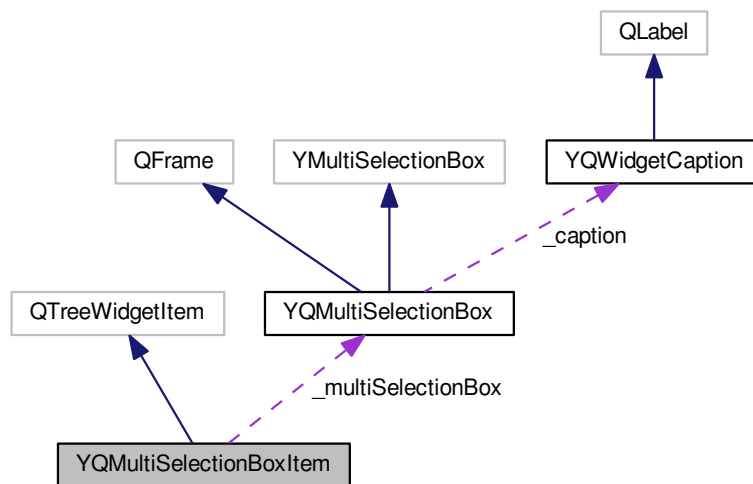 QLabel
QFrame
YMultiSelectionBox
YQWidgetCaption
_caption
QTreeWidgetItem
YQMultiSelectionBox
_multiSelectionBox
YQMultiSelectionBoxItem